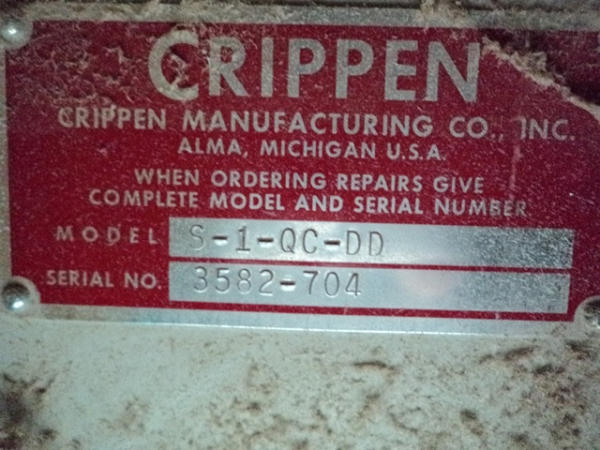 CRIPPEN
CRIPPEN MANUFACTURING CO., INC.
ALMA, MICHIGAN U.S.A.
WHEN ORDERING REPAIRS GIVE
COMPLETE MODEL AND SERIAL NUMBER
MODEL S-1-QC-DD
SERIAL NO. 3582-704